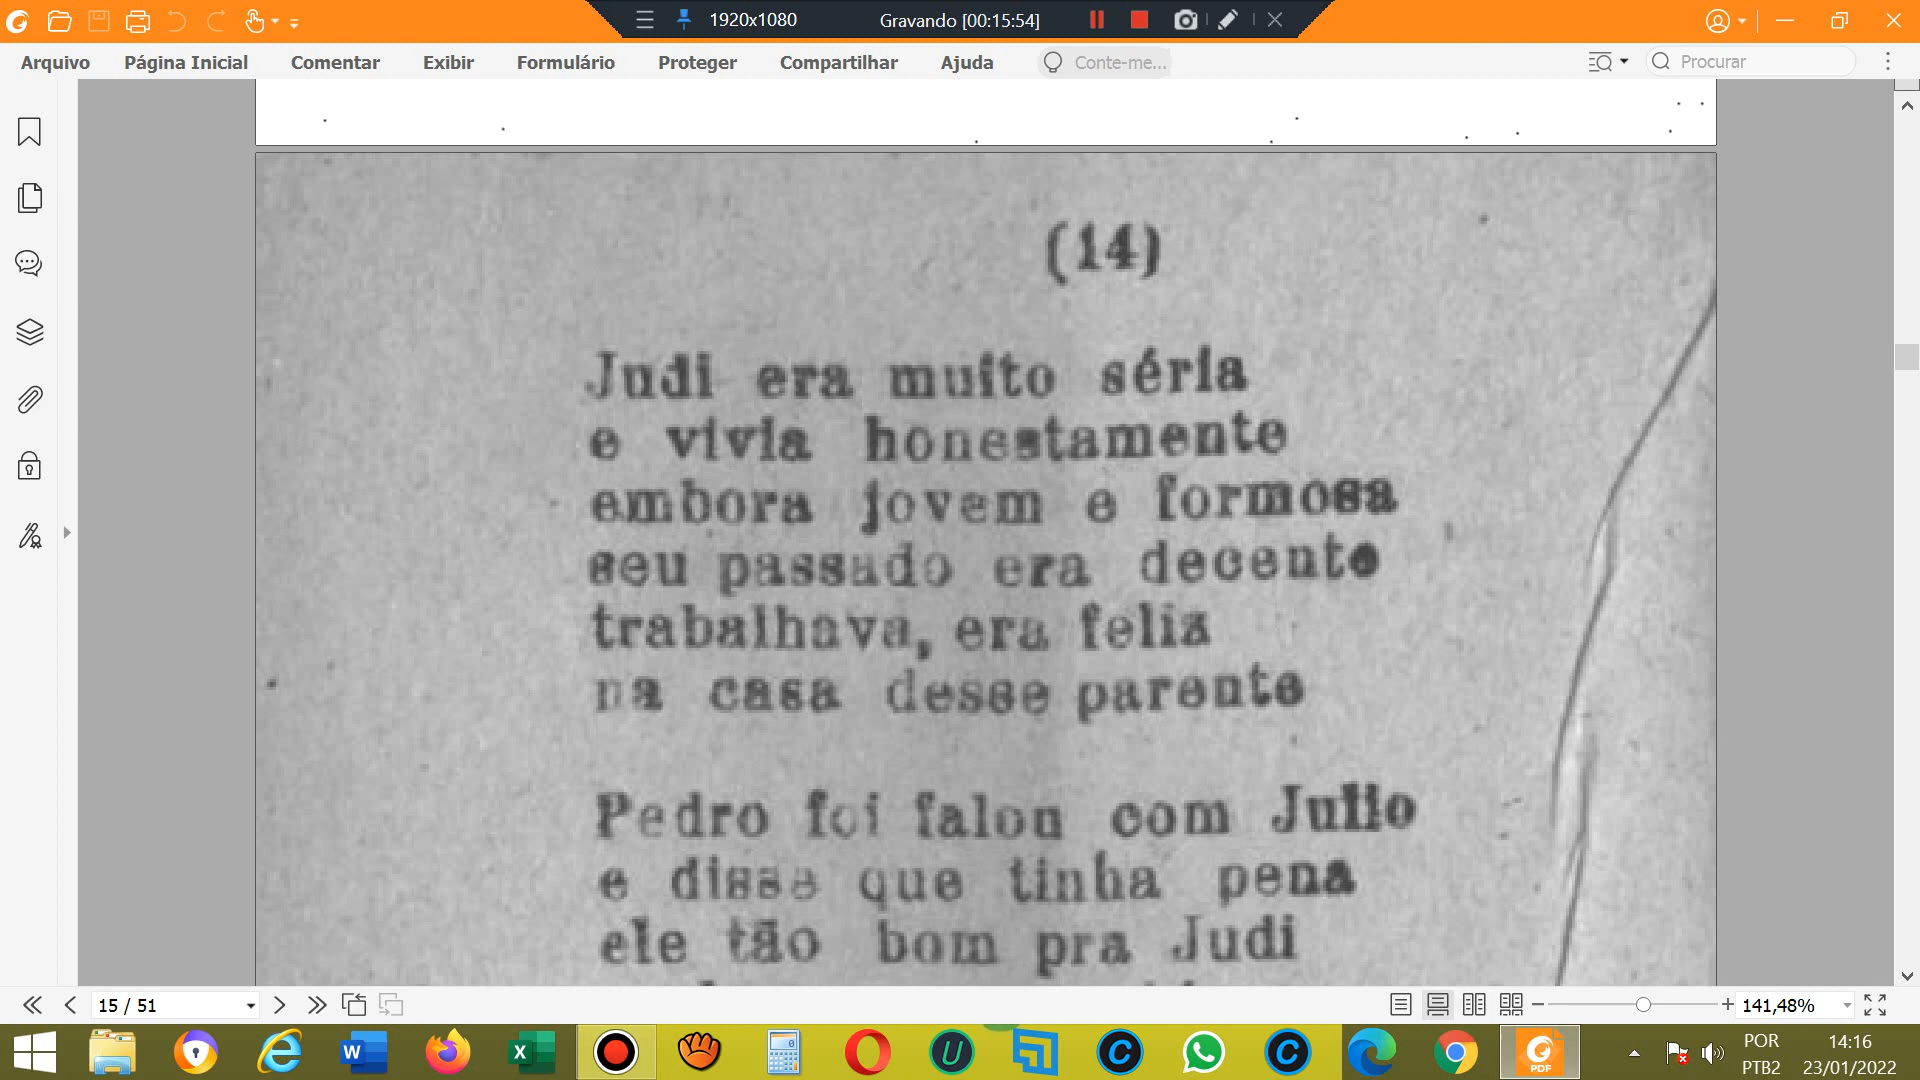 1920x1080
Gravando [00:15:54]
Arquivo Página Inicial Comentar Exibir Formulário Proteger Compartilhar Ajuda Conte-me... Procurar
(14)
Judi era muito séria
e vivia honestamente
embora jovem e formosa
seu passado era decente
trabalhava, era feliz
na casa desse parente
Pedro foi falou com Julio
e disse que tinha pena
ele tão bom pra Judi
15 / 51
141,48%
POR
PTB2
14:16
23/01/2022
PDF